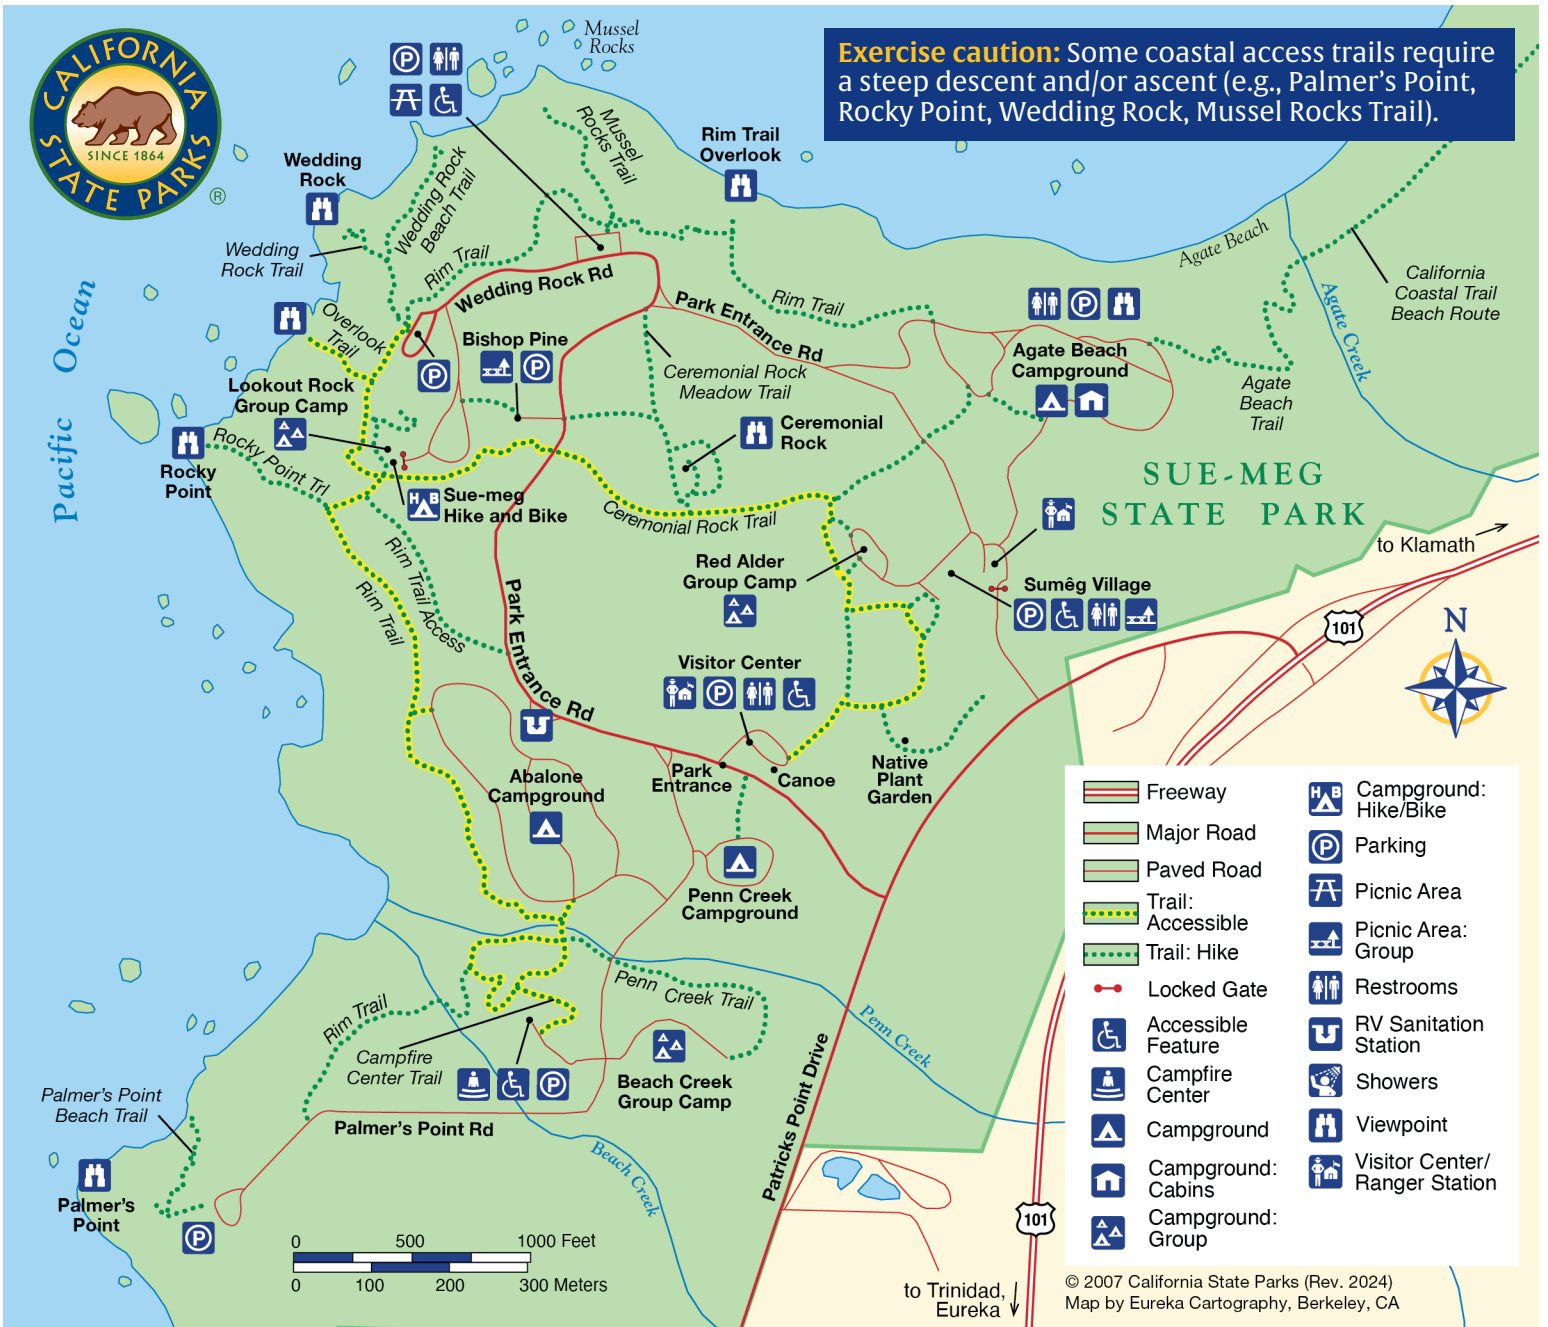 CALIFORNIA
STATE PARKS
SINCE 1864
®
Exercise caution: Some coastal access trails require
a steep descent and/or ascent (e.g., Palmer's Point,
Rocky Point, Wedding Rock, Mussel Rocks Trail).
Mussel
Rocks
P
Mussel
Rocks Trail
Rim Trail
Overlook
Wedding
Rock
Wedding Rock
Beach Trail
Wedding
Rock Trail
Rim Trail
Wedding Rock Rd
Agate Beach
California
Coastal Trail
Beach Route
Agate Creek
Pacific Ocean
Overlook
Trail
P
Bishop Pine
P
Park Entrance Rd
Rim Trail
P
Agate Beach
Campground
Ceremonial Rock
Meadow Trail
Agate
Beach
Trail
Lookout Rock
Group Camp
Ceremonial
Rock
Rocky
Point
Rocky Point Trl
SUE-MEG
STATE PARK
HB
Sue-meg
Hike and Bike
Ceremonial Rock Trail
to Klamath
Red Alder
Group Camp
Sumêg Village
P
101
N
Rim Trail
Rim Trail Access
Park Entrance Rd
Visitor Center
P
Park
Entrance
Canoe
Native
Plant
Garden
Abalone
Campground
Penn Creek
Campground
Penn Creek Trail
Penn Creek
Rim Trail
Campfire
Center Trail
P
Beach Creek
Group Camp
Palmer's Point
Beach Trail
Palmer's Point Rd
Beach Creek
Patricks Point Drive
Palmer's
Point
P
0 500 1000 Feet
0 100 200 300 Meters
101
to Trinidad,
Eureka
Freeway
Major Road
Paved Road
Trail:
Accessible
Trail: Hike
Locked Gate
Accessible
Feature
Campfire
Center
Campground
Campground:
Cabins
Campground:
Group
HB
Campground:
Hike/Bike
P
Parking
Picnic Area
Picnic Area:
Group
Restrooms
RV Sanitation
Station
Showers
Viewpoint
Visitor Center/
Ranger Station
© 2007 California State Parks (Rev. 2024)
Map by Eureka Cartography, Berkeley, CA